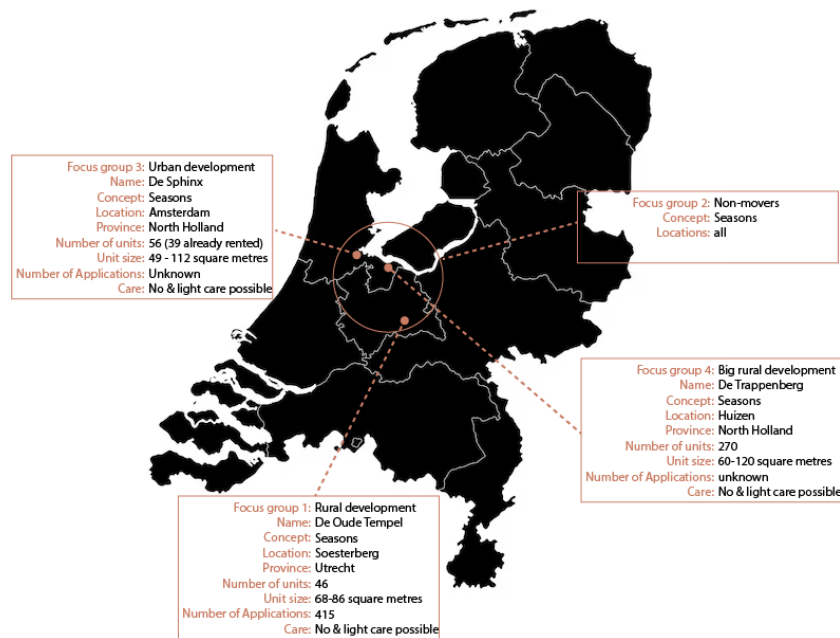 Focus group 3: Urban development
Name: De Sphinx
Concept: Seasons
Location: Amsterdam
Province: North Holland
Number of units: 56 (39 already rented)
Unit size: 49 - 112 square metres
Number of Applications: Unknown
Care: No & light care possible
Focus group 2: Non-movers
Concept: Seasons
Locations: all
Focus group 4: Big rural development
Name: De Trappenberg
Concept: Seasons
Location: Huizen
Province: North Holland
Number of units: 270
Unit size: 60-120 square metres
Number of Applications: unknown
Care: No & light care possible
Focus group 1: Rural development
Name: De Oude Tempel
Concept: Seasons
Location: Soesterberg
Province: Utrecht
Number of units: 46
Unit size: 68-86 square metres
Number of Applications: 415
Care: No & light care possible